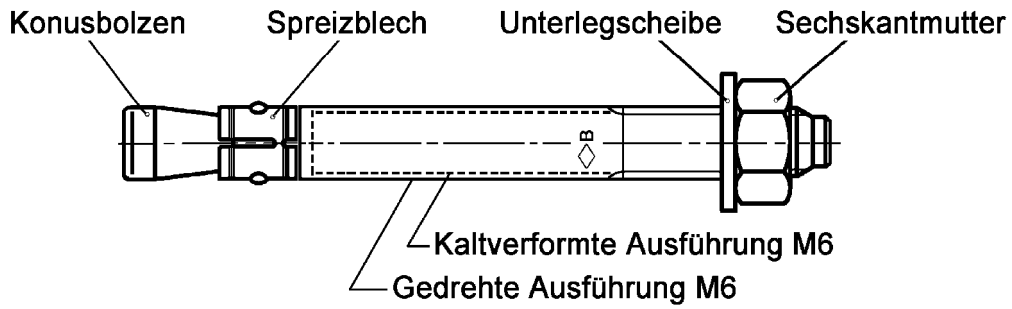 Konusbolzen Spreizblech Unterlegscheibe Sechskantmutter
B
Kaltverformte Ausführung M6
Gedrehte Ausführung M6